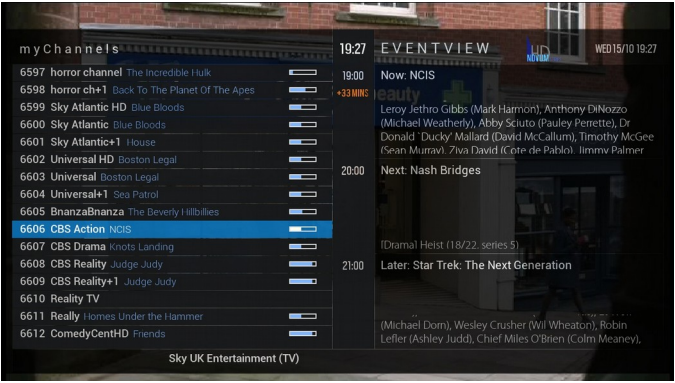 myChannels
19:27
EVENTVIEW
HD
NOVIUM
WED15/10 19:27
6597 horror channel The Incredible Hulk
6598 horror ch+1 Back To The Planet Of The Apes
6599 Sky Atlantic HD Blue Bloods
6600 Sky Atlantic Blue Bloods
6601 Sky Atlantic+1 House
6602 Universal HD Boston Legal
6603 Universal Boston Legal
6604 Universal+1 Sea Patrol
6605 BnanzaBnanza The Beverly Hillbillies
6606 CBS Action NCIS
6607 CBS Drama Knots Landing
6608 CBS Reality Judge Judy
6609 CBS Reality+1 Judge Judy
6610 Reality TV
6611 Really Homes Under the Hammer
6612 ComedyCentHD Friends
Sky UK Entertainment (TV)
19:00
+33 MINS
Now: NCIS
eauty
Leroy Jethro Gibbs (Mark Harmon), Anthony DiNozzo
(Michael Weatherly), Abby Sciuto (Pauley Perrette), Dr
Donald 'Ducky' Mallard (David McCallum), Timothy McGee
(Sean Murray), Ziva David (Cote de Pablo), Jimmy Palmer
20:00
Next: Nash Bridges
[Drama] Heist (18/22, series 5)
21:00
Later: Star Trek: The Next Generation
(Michael Dorn), Wesley Crusher (Wil Wheaton), Robin
Lefler (Ashley Judd), Chief Miles O'Brien (Colm Meaney),